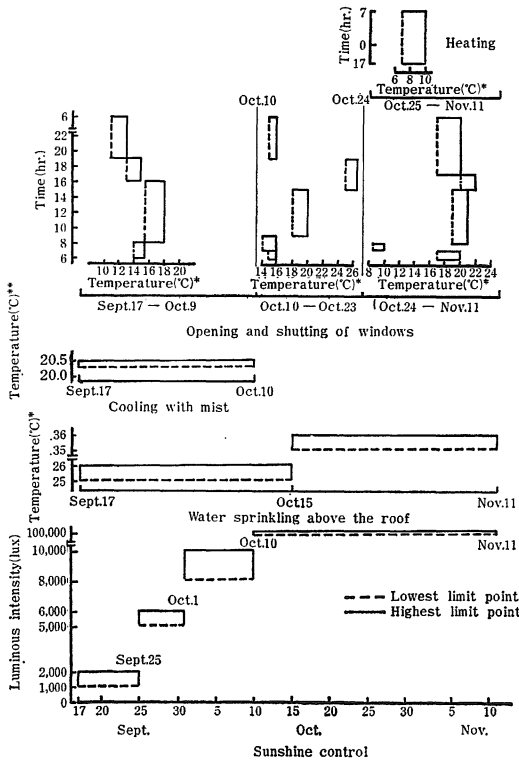 7
0
17
Time(hr.)
Heating
6 8 10
Temperature(℃)*
Oct.25 — Nov.11
Oct.10
Oct.24
6
22
20
18
16
14
12
10
8
6
Time(hr.)
10 12 14 16 18 20
14 16 18 20 22 24 26
8 10 12 14 16 18 20 22 24
Temperature(℃)*
Temperature(℃)*
Temperature(℃)*
Sept.17 — Oct.9
Oct.10 — Oct.23
Oct.24 — Nov.11
Opening and shutting of windows
Temperature(℃)**
20.5
20.0
Sept.17
Oct.10
Cooling with mist
Temperature(℃)*
36
35
26
25
Sept.17
Oct15
Nov.11
Water sprinkling above the roof
Luminous intensity(lux)
100,000
10,000
8,000
6,000
5,000
2,000
1,000
0
Oct.10
Nov.11
Oct.1
Sept.25
Lowest limit point
Highest limit point
17 20 25 30 5 10 15 20 25 30 5 10
Sept.
Oct.
Nov.
Sunshine control